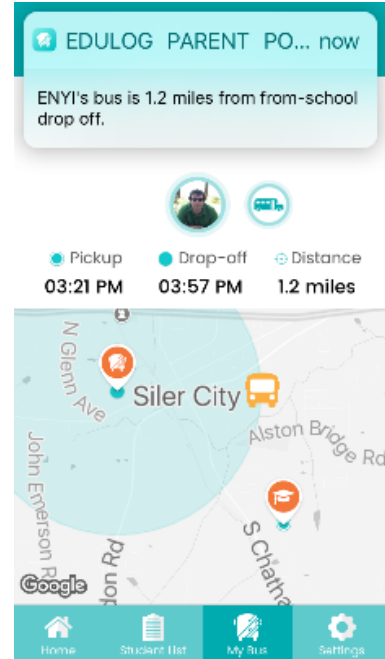 EDULOG PARENT PO... now
ENYI's bus is 1.2 miles from from-school
drop off.
Pickup
Drop-off
Distance
03:21 PM
03:57 PM
1.2 miles
N Glenn Ave
Siler City
Alston Bridge Rd
John Emerson R
don Rd
S Chatha
Google
Home
Student List
My Bus
Settings